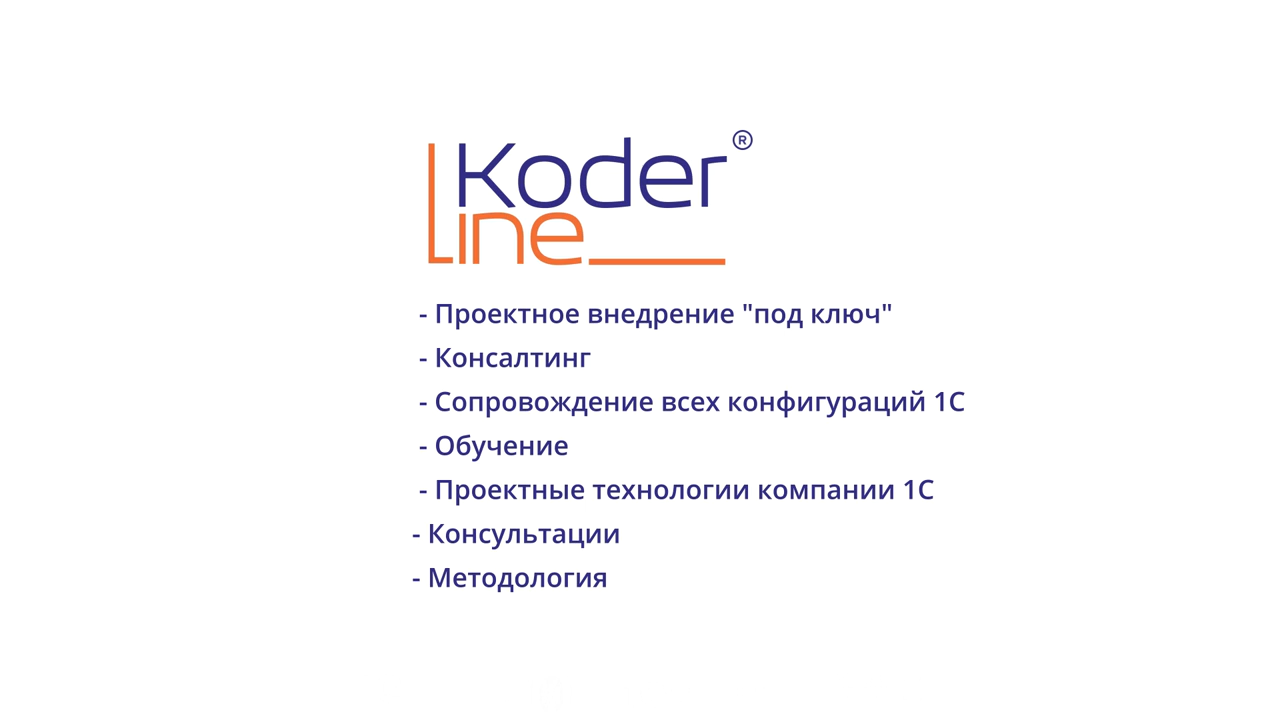 Koder®
Line
- Проектное внедрение "под ключ"
- Консалтинг
- Сопровождение всех конфигураций 1С
- Обучение
- Проектные технологии компании 1С
- Консультации
- Методология